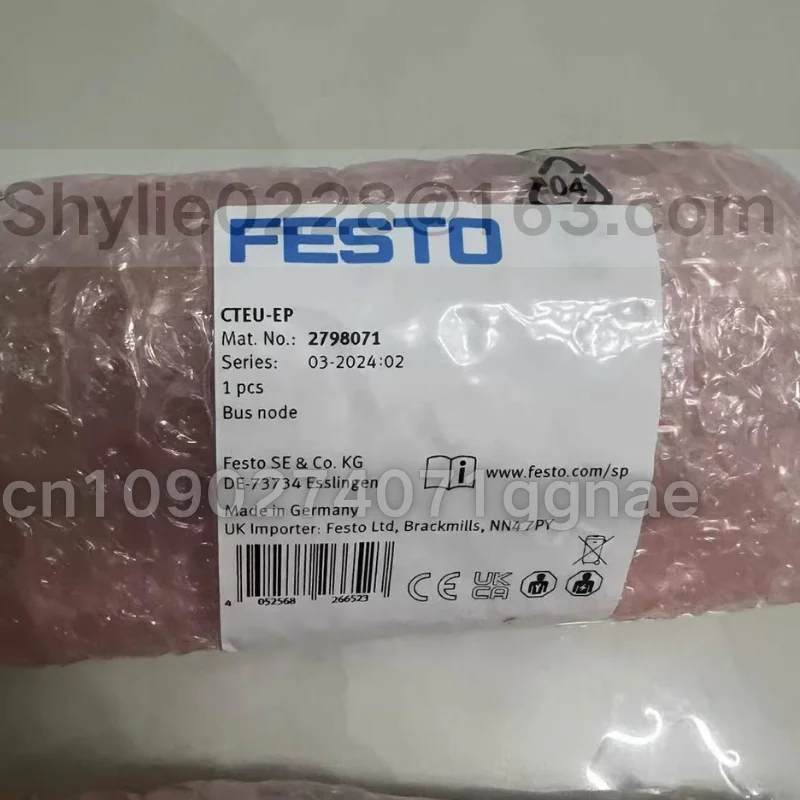 04
Shylie0228@163.com
FESTO
CTEU-EP
Mat. No.: 2798071
Series: 03-2024:02
1 pcs
Bus node
Festo SE & Co. KG
DE-73734 Esslingen
www.festo.com/sp
cn1090274071qgnae
Made in Germany
UK Importer: Festo Ltd, Brackmills, NN4 7PY
4 052568 266523
CE
UK
CA